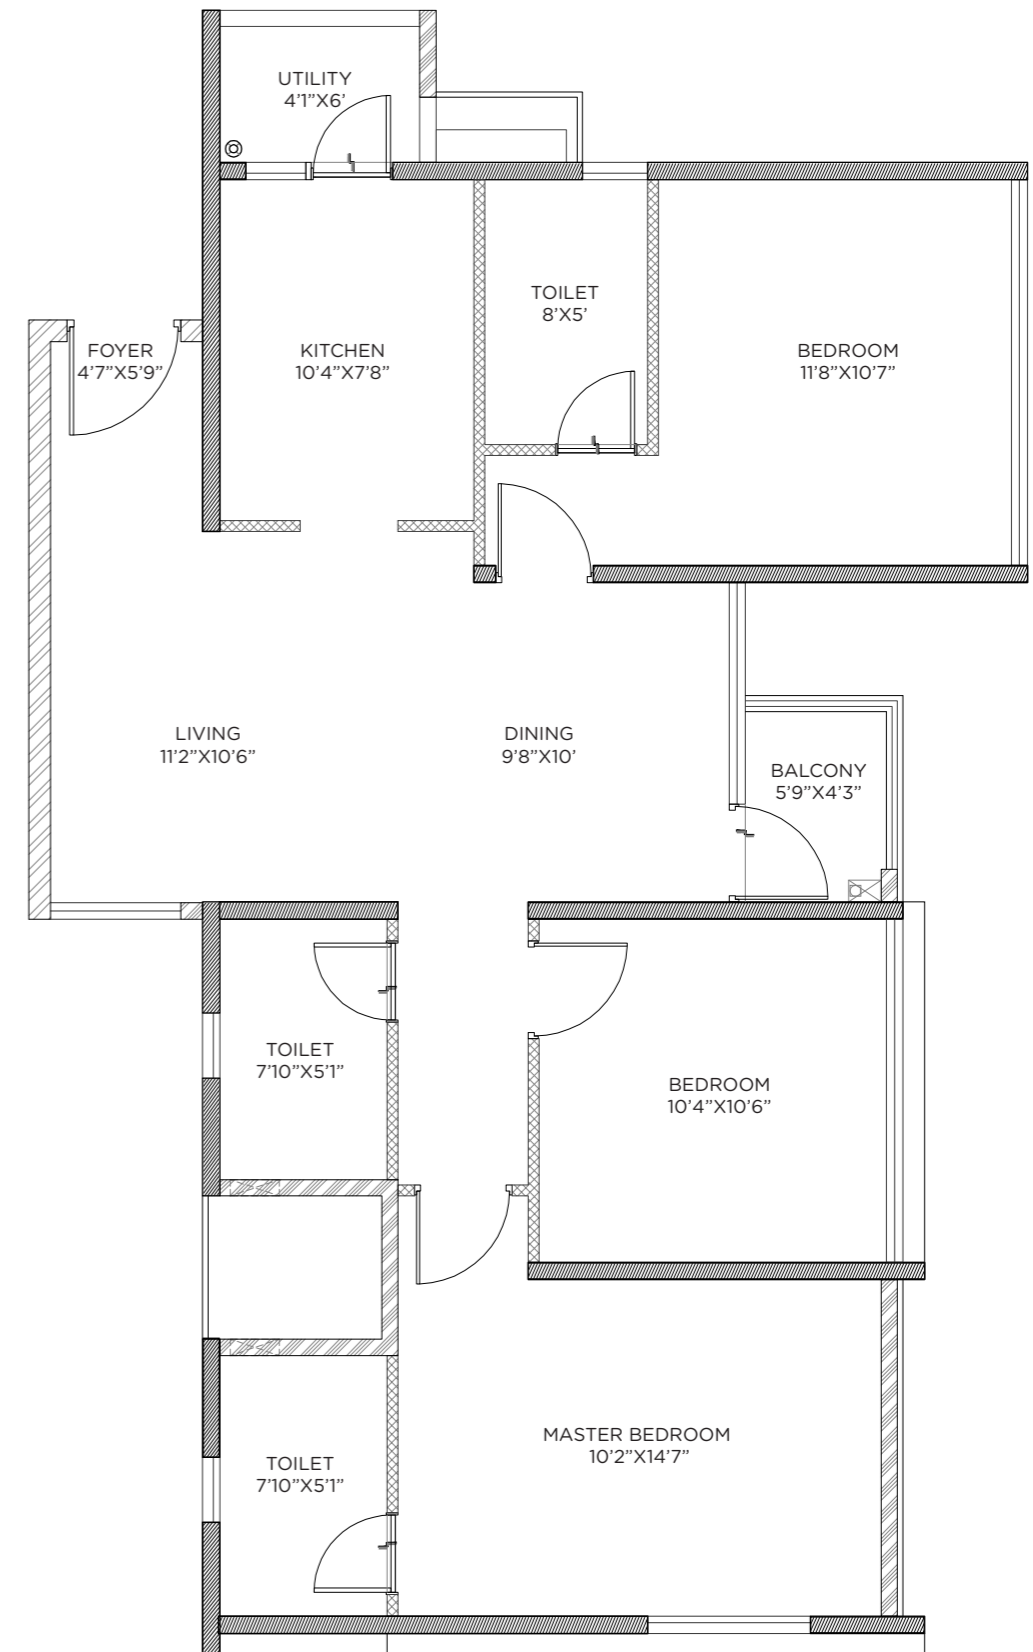 UTILITY
4'1”X6'
TOILET
8'X5'
FOYER
4'7”X5'9”
KITCHEN
10'4”X7'8”
BEDROOM
11'8”X10'7”
LIVING
11'2”X10'6”
DINING
9'8”X10'
BALCONY
5'9”X4'3”
TOILET
7'10”X5'1”
BEDROOM
10'4”X10'6”
MASTER BEDROOM
10'2”X14'7”
TOILET
7'10”X5'1”